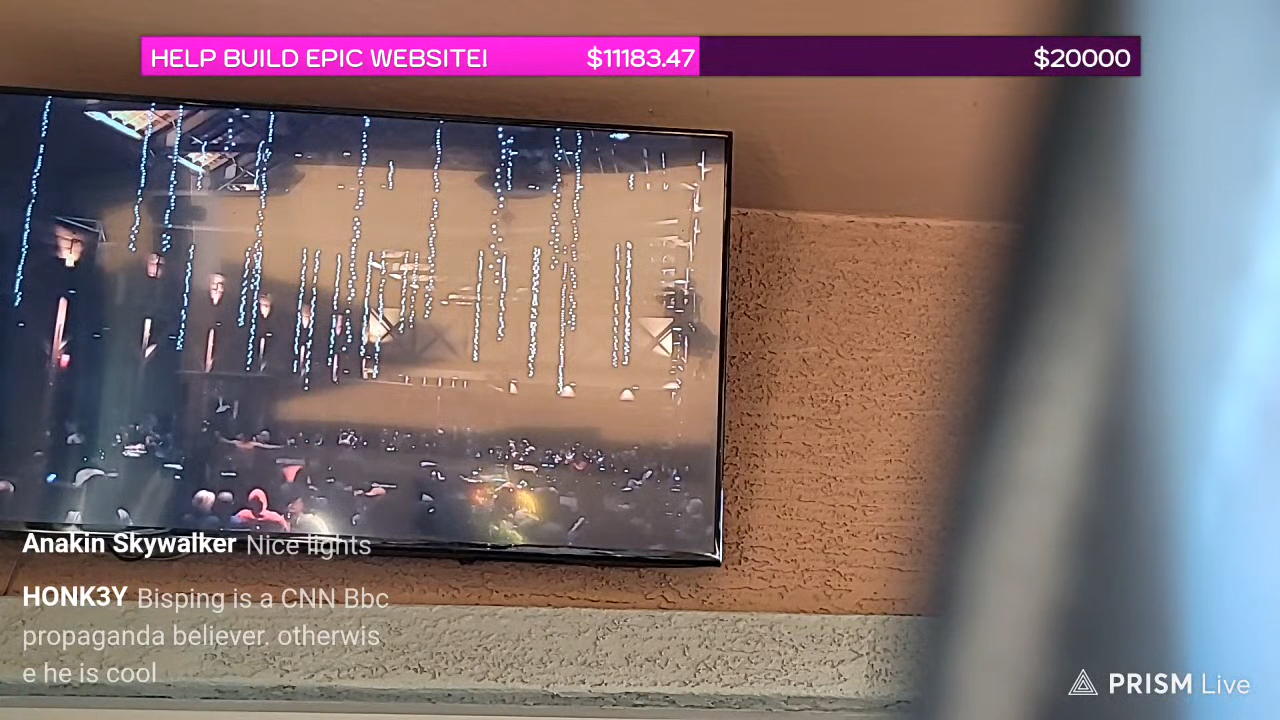 HELP BUILD EPIC WEBSITE! $11183.47 $20000
Anakin Skywalker Nice lights
HONK3Y Bisping is a CNN Bbc
propaganda believer. otherwis
e he is cool
PRISM Live